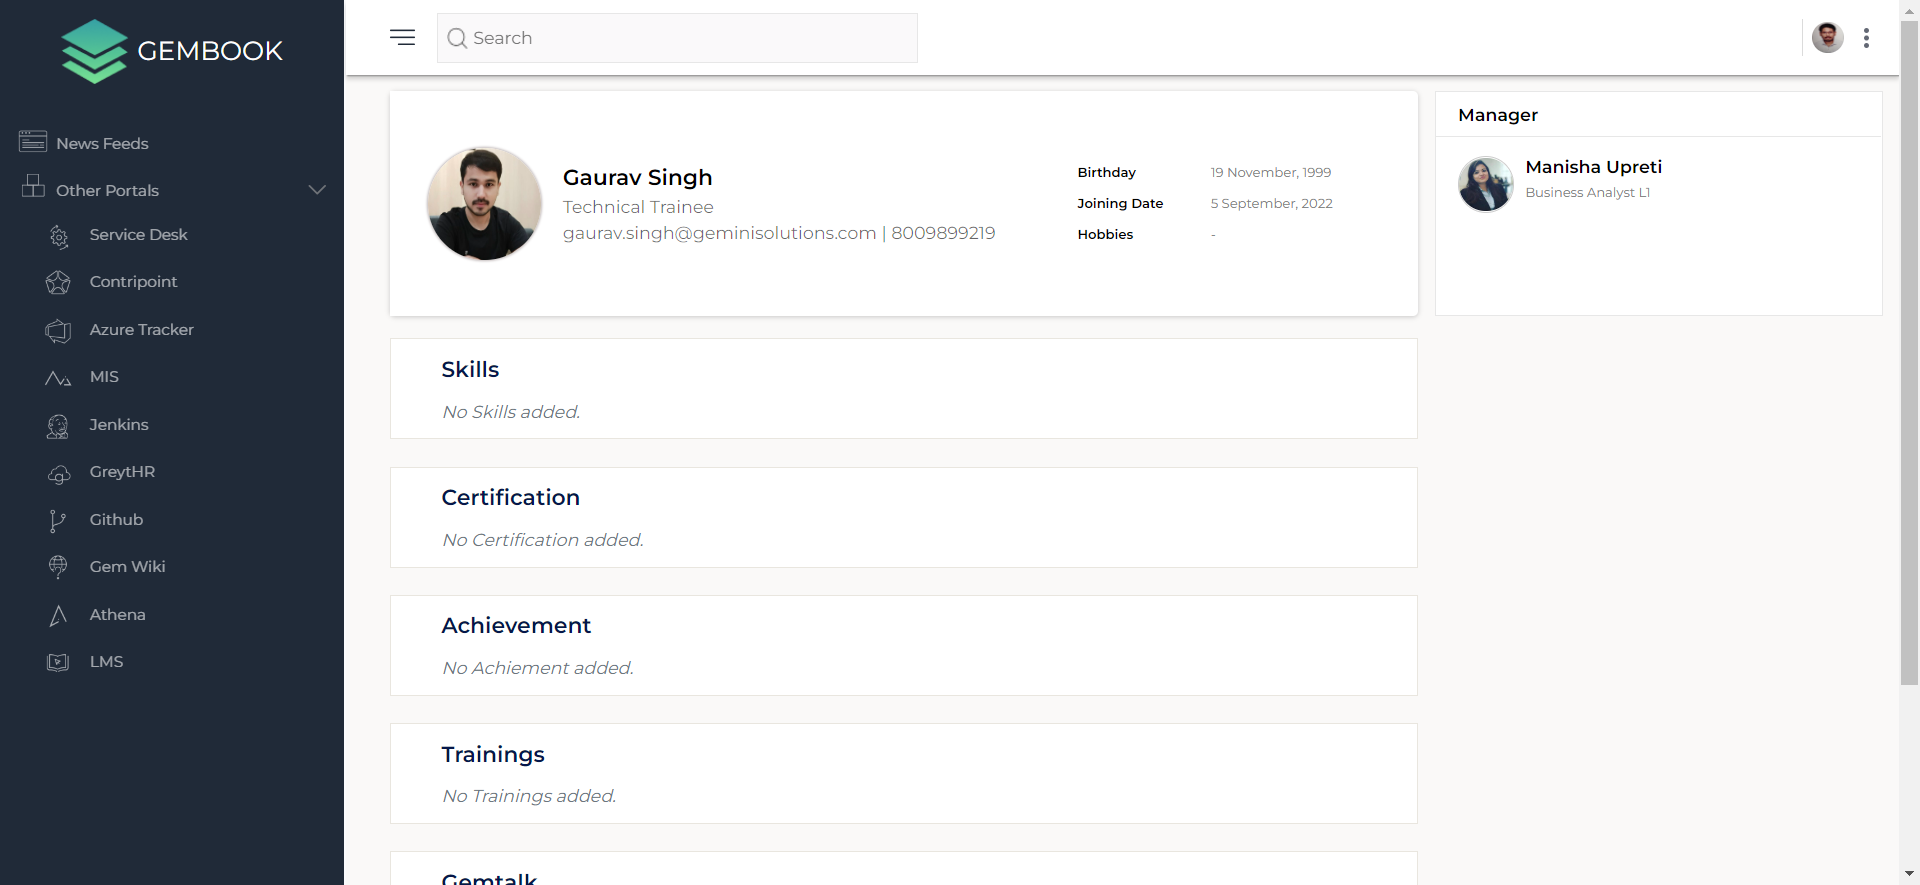 GEMBOOK
News Feeds
Other Portals
Service Desk
Contripoint
Azure Tracker
MIS
Jenkins
GreytHR
Github
Gem Wiki
Athena
LMS
Search
Gaurav Singh
Technical Trainee
gaurav.singh@geminisolutions.com | 8009899219
Birthday 19 November, 1999
Joining Date 5 September, 2022
Hobbies -
Manager
Manisha Upreti
Business Analyst L1
Skills
No Skills added.
Certification
No Certification added.
Achievement
No Achiement added.
Trainings
No Trainings added.
Gemtalk